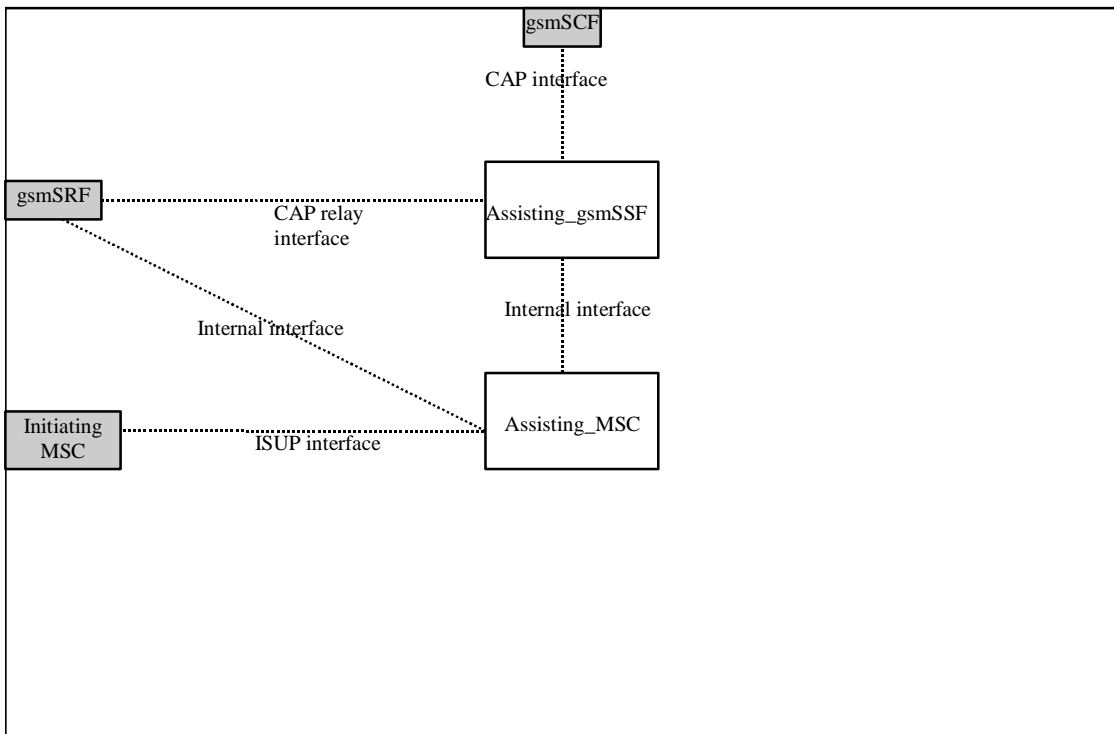 gsmSCF
CAP interface
gsmSRF
Assisting_gsmSSF
CAP relay
interface
Internal interface
Internal interface
Initiating
MSC
Assisting_MSC
ISUP interface